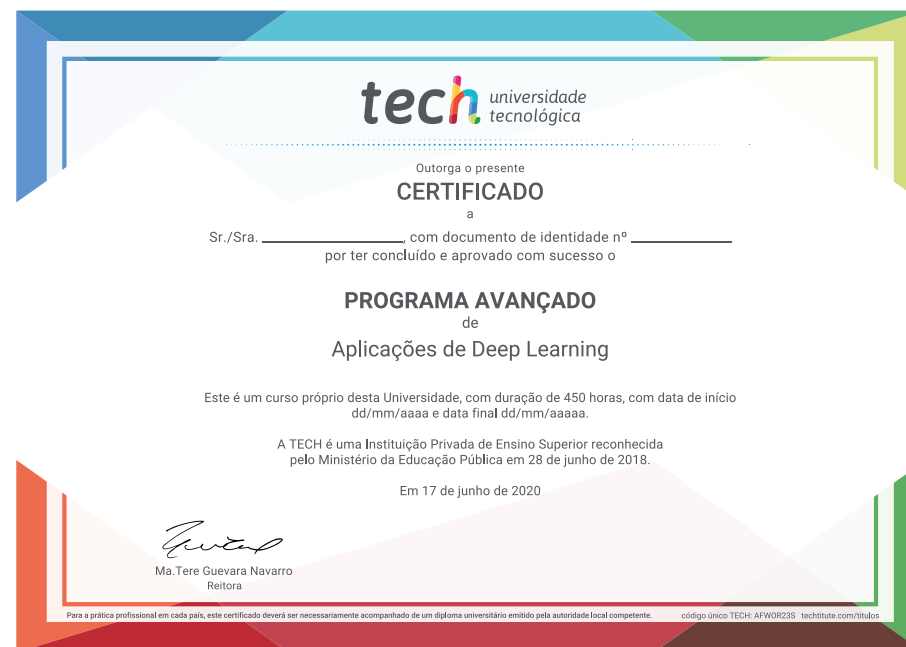 tech universidade
tecnológica
Outorga o presente
CERTIFICADO
a
Sr./Sra. ____________________, com documento de identidade nº ______________
por ter concluído e aprovado com sucesso o
PROGRAMA AVANÇADO
de
Aplicações de Deep Learning
Este é um curso próprio desta Universidade, com duração de 450 horas, com data de início
dd/mm/aaaa e data final dd/mm/aaaaa.
A TECH é uma Instituição Privada de Ensino Superior reconhecida
pelo Ministério da Educação Pública em 28 de junho de 2018.
Em 17 de junho de 2020
Ma.Tere Guevara Navarro
Reitora
Para a prática profissional em cada país, este certificado deverá ser necessariamente acompanhado de um diploma universitário emitido pela autoridade local competente.
código único TECH: AFWOR23S techtitute.com/titulos